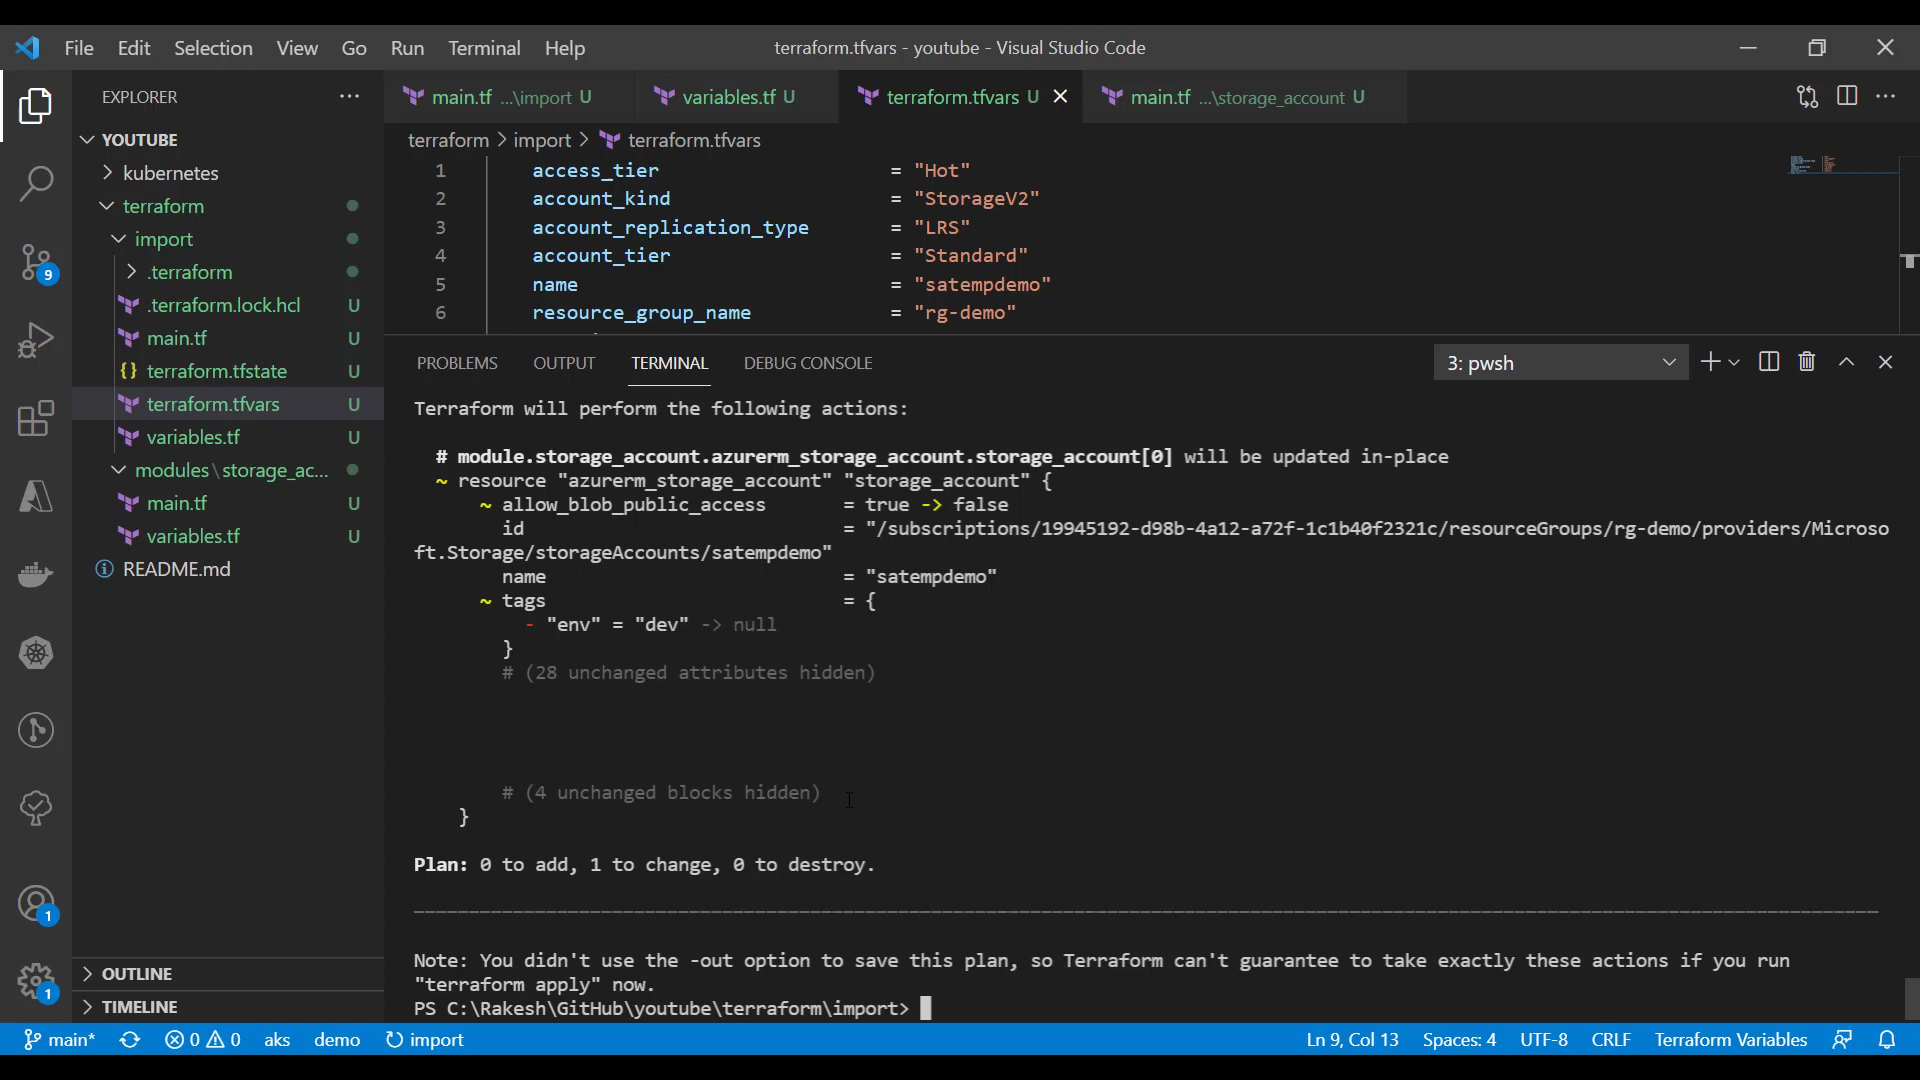 File Edit Selection View Go Run Terminal Help
terraform.tfvars - youtube - Visual Studio Code
EXPLORER
YOUTUBE
kubernetes
terraform
import
.terraform
.terraform.lock.hcl U
main.tf U
{} terraform.tfstate U
terraform.tfvars U
variables.tf U
modules\storage_ac...
main.tf U
variables.tf U
README.md
OUTLINE
TIMELINE
9
1
1
main.tf ...\import U
variables.tf U
terraform.tfvars U
main.tf ...\storage_account U
terraform > import > terraform.tfvars
1 access_tier = "Hot"
2 account_kind = "StorageV2"
3 account_replication_type = "LRS"
4 account_tier = "Standard"
5 name = "satempdemo"
6 resource_group_name = "rg-demo"
PROBLEMS OUTPUT TERMINAL DEBUG CONSOLE
3: pwsh
Terraform will perform the following actions:
# module.storage_account.azurerm_storage_account.storage_account[0] will be updated in-place
~ resource "azurerm_storage_account" "storage_account" {
~ allow_blob_public_access = true -> false
id = "/subscriptions/19945192-d98b-4a12-a72f-1c1b40f2321c/resourceGroups/rg-demo/providers/Microso
ft.Storage/storageAccounts/satempdemo"
name = "satempdemo"
~ tags = {
- "env" = "dev" -> null
}
# (28 unchanged attributes hidden)
# (4 unchanged blocks hidden)
}
Plan: 0 to add, 1 to change, 0 to destroy.
Note: You didn't use the -out option to save this plan, so Terraform can't guarantee to take exactly these actions if you run
"terraform apply" now.
PS C:\Rakesh\GitHub\youtube\terraform\import>
main* 0 0 aks demo import
Ln 9, Col 13 Spaces: 4 UTF-8 CRLF Terraform Variables